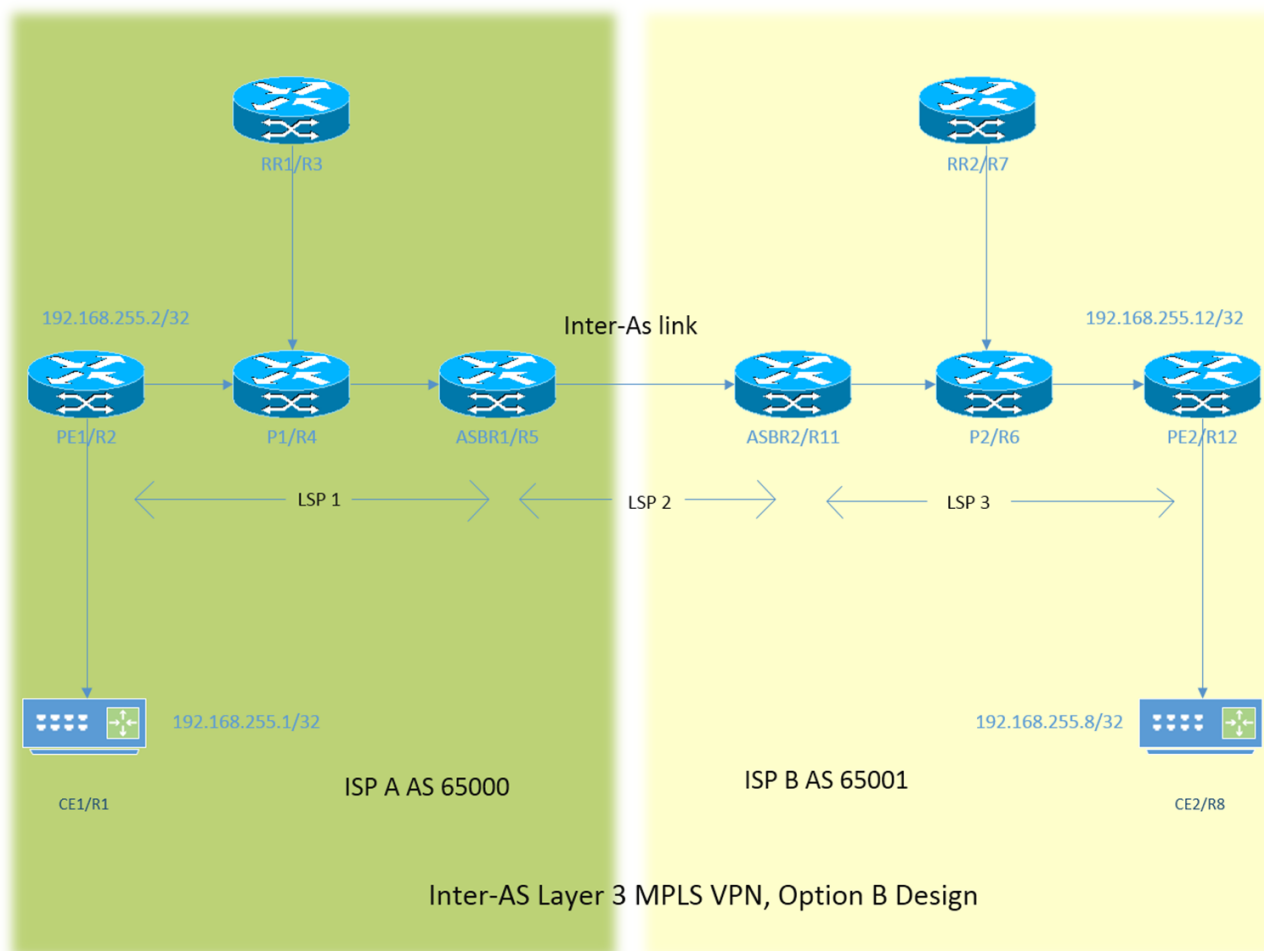 RR1/R3
RR2/R7
192.168.255.2/32
Inter-As link
192.168.255.12/32
PE1/R2
P1/R4
ASBR1/R5
ASBR2/R11
P2/R6
PE2/R12
LSP 1
LSP 2
LSP 3
192.168.255.1/32
192.168.255.8/32
ISP A AS 65000
ISP B AS 65001
CE1/R1
CE2/R8
Inter-AS Layer 3 MPLS VPN, Option B Design